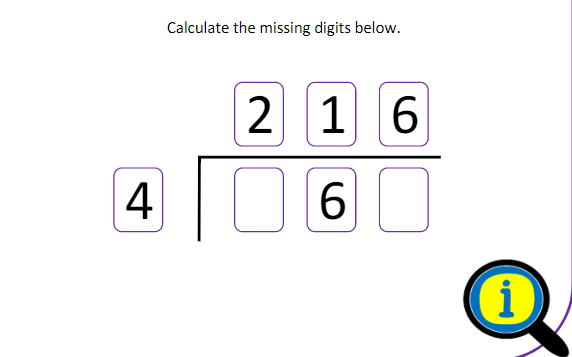 Calculate the missing digits below.
2 1 6
4 6
i